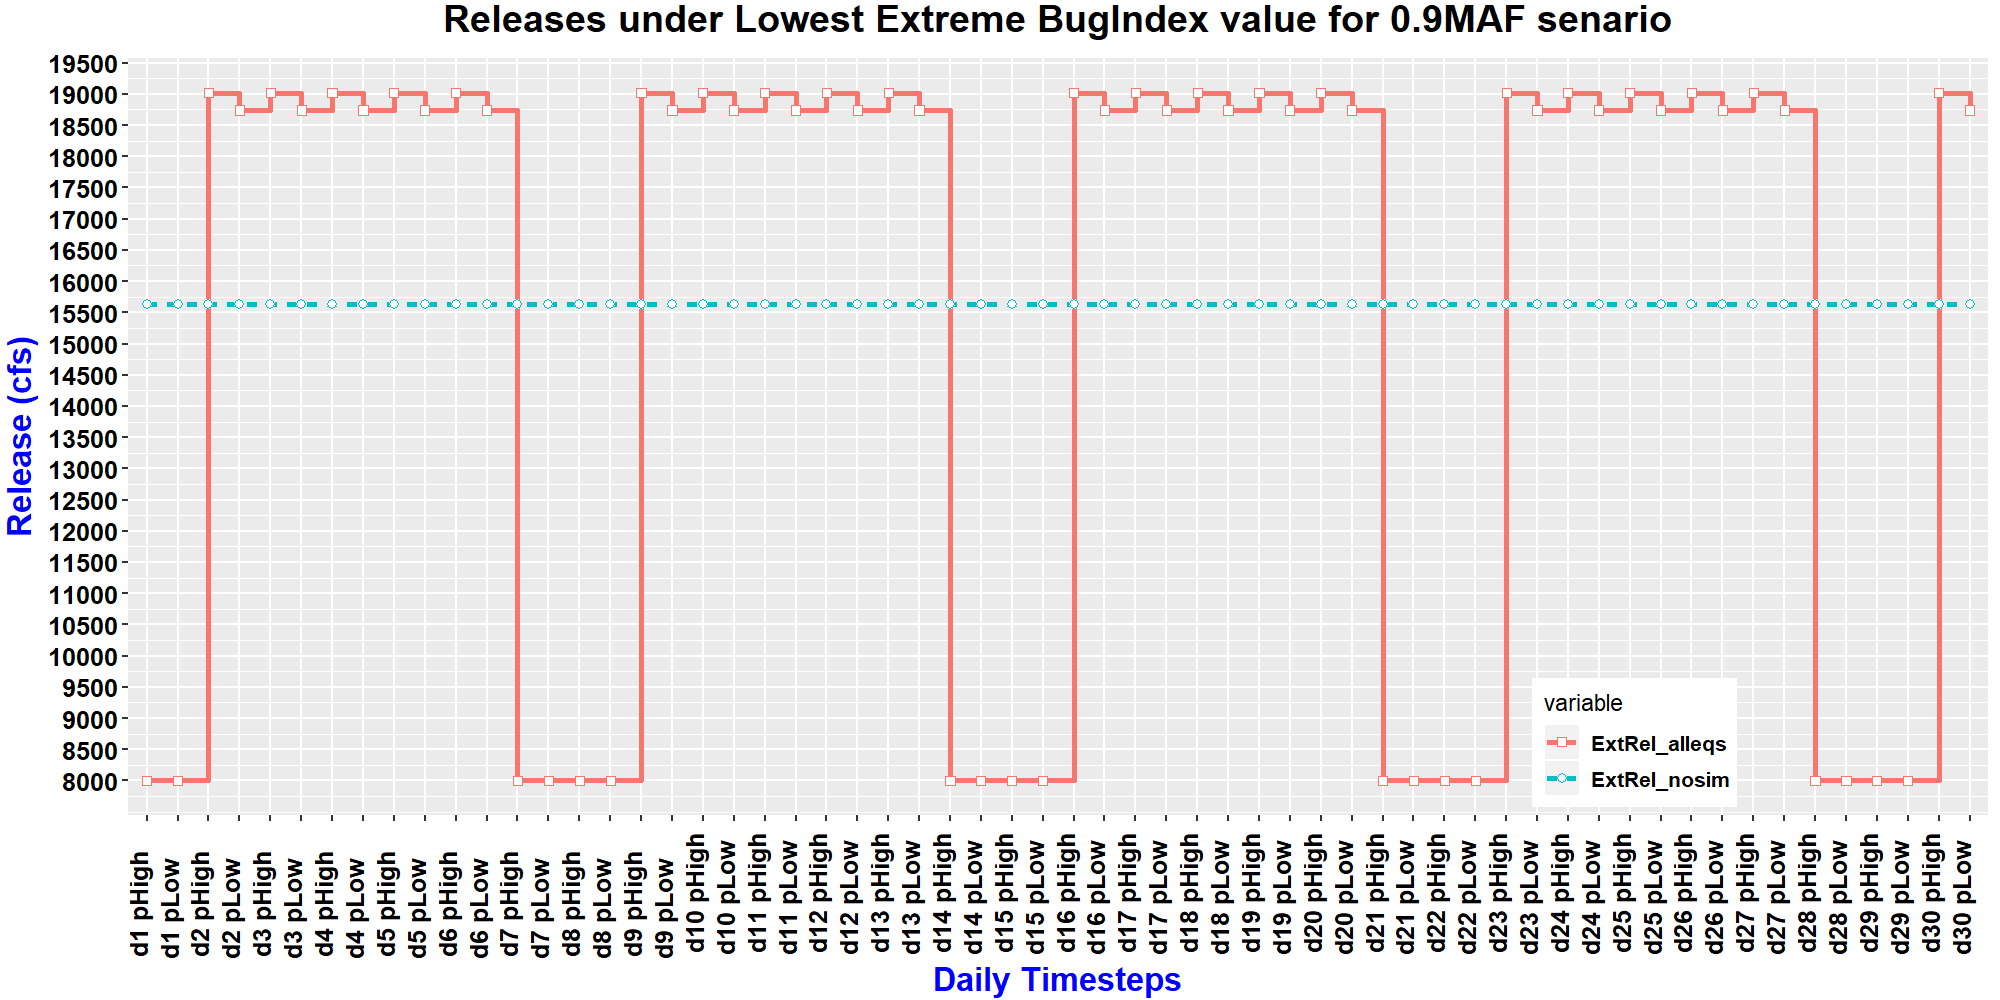 Releases under Lowest Extreme BugIndex value for 0.9MAF senario
19500
19000
18500
18000
17500
17000
16500
16000
15500
15000
14500
14000
13500
13000
12500
12000
11500
11000
10500
10000
9500
9000
8500
8000
Release (cfs)
variable
ExtRel_alleqs
ExtRel_nosim
d1 pHigh
d1 pLow
d2 pHigh
d2 pLow
d3 pHigh
d3 pLow
d4 pHigh
d4 pLow
d5 pHigh
d5 pLow
d6 pHigh
d6 pLow
d7 pHigh
d7 pLow
d8 pHigh
d8 pLow
d9 pHigh
d9 pLow
d10 pHigh
d10 pLow
d11 pHigh
d11 pLow
d12 pHigh
d12 pLow
d13 pHigh
d13 pLow
d14 pHigh
d14 pLow
d15 pHigh
d15 pLow
d16 pHigh
d16 pLow
d17 pHigh
d17 pLow
d18 pHigh
d18 pLow
d19 pHigh
d19 pLow
d20 pHigh
d20 pLow
d21 pHigh
d21 pLow
d22 pHigh
d22 pLow
d23 pHigh
d23 pLow
d24 pHigh
d24 pLow
d25 pHigh
d25 pLow
d26 pHigh
d26 pLow
d27 pHigh
d27 pLow
d28 pHigh
d28 pLow
d29 pHigh
d29 pLow
d30 pHigh
d30 pLow
Daily Timesteps